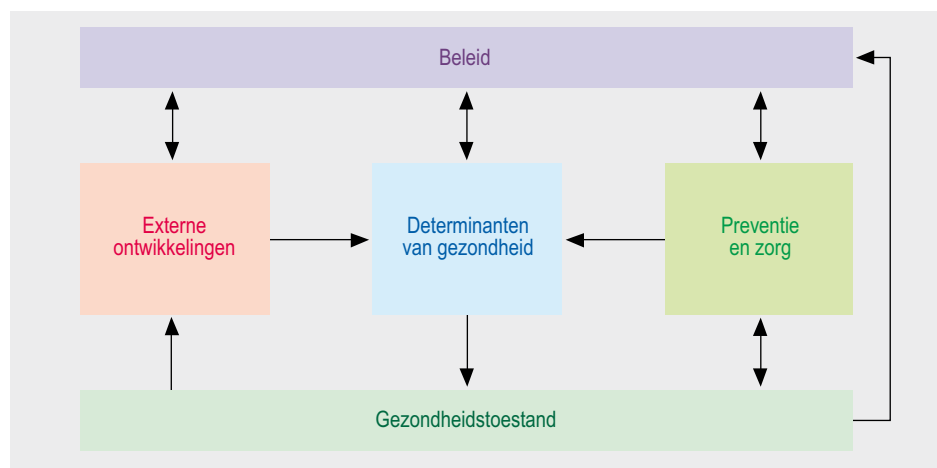 Beleid
Externe
ontwikkelingen
Determinanten
van gezondheid
Preventie
en zorg
Gezondheidstoestand